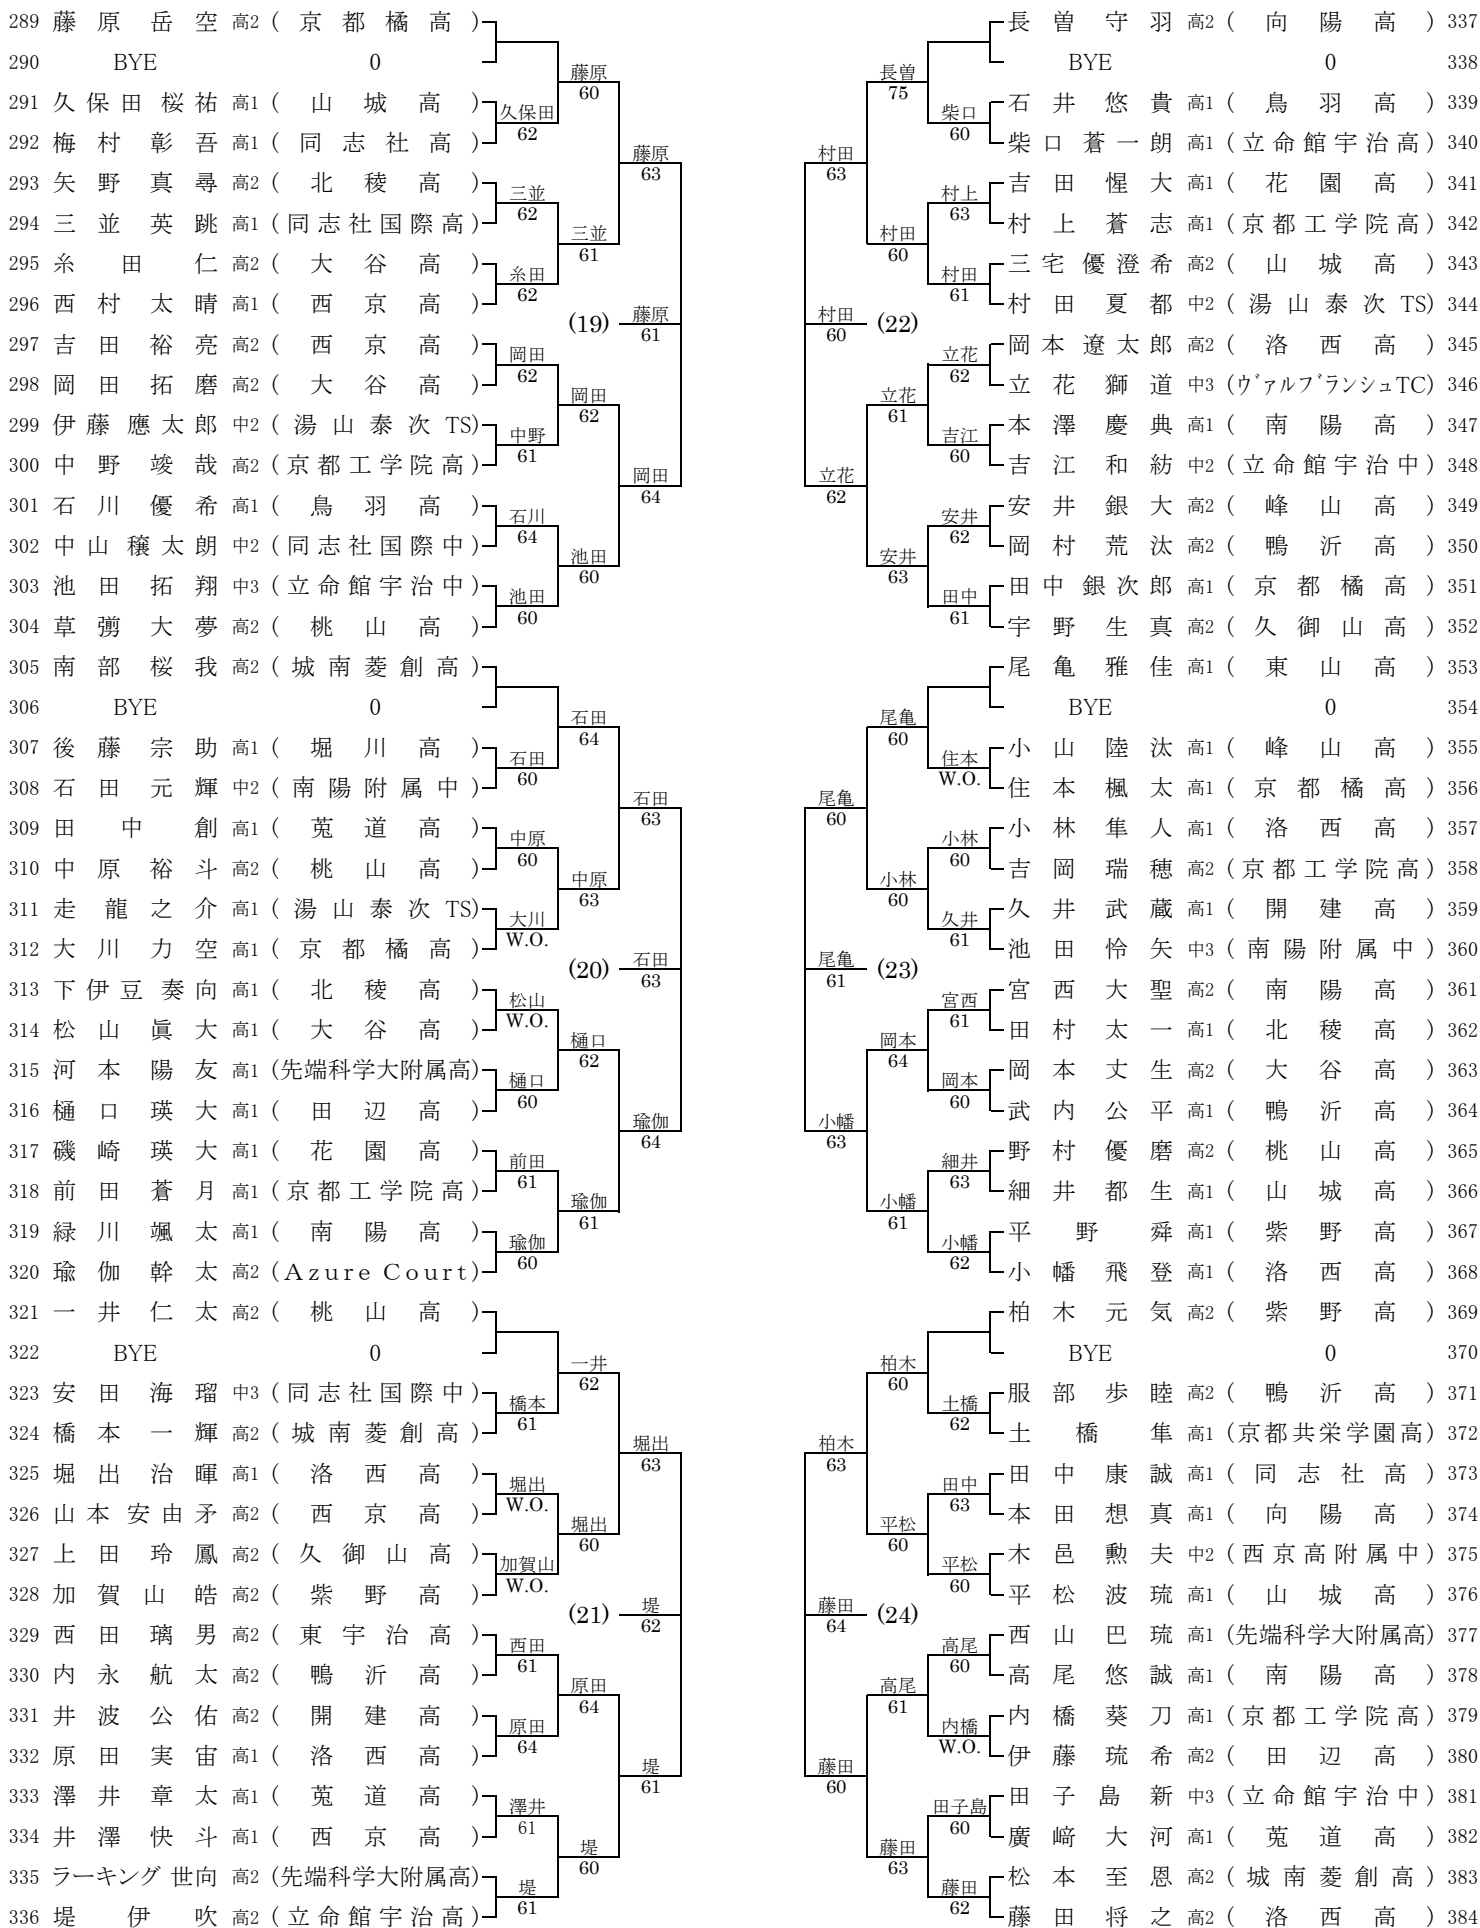 289 藤原岳空 高2 (京都橘高)
290 BYE 0
藤原
60
291 久保田桜祐 高1 (山城高)
久保田
62
292 梅村彰吾 高1 (同志社高)
藤原
63
293 矢野真尋 高2 (北稜高)
三並
62
294 三並英跳 高1 (同志社国際高)
三並
61
295 糸田仁 高2 (大谷高)
糸田
62
296 西村太晴 高1 (西京高)
(19) 藤原
61
297 吉田裕亮 高2 (西京高)
岡田
62
298 岡田拓磨 高2 (大谷高)
岡田
62
299 伊藤應太郎 中2 (湯山泰次 TS)
中野
61
300 中野竣哉 高2 (京都工学院高)
岡田
64
301 石川優希 高1 (鳥羽高)
石川
64
302 中山穣太朗 中2 (同志社国際中)
池田
60
303 池田拓翔 中3 (立命館宇治中)
池田
60
304 草彅大夢 高2 (桃山高)
305 南部桜我 高2 (城南菱創高)
306 BYE 0
石田
64
307 後藤宗助 高1 (堀川高)
石田
60
308 石田元輝 中2 (南陽附属中)
石田
63
309 田中創 高1 (莵道高)
中原
60
310 中原裕斗 高2 (桃山高)
中原
63
311 走龍之介 高1 (湯山泰次 TS)
大川
W.O.
312 大川力空 高1 (京都橘高)
(20) 石田
63
313 下伊豆奏向 高1 (北稜高)
松山
W.O.
314 松山眞大 高1 (大谷高)
樋口
62
315 河本陽友 高1 (先端科学大附属高)
樋口
60
316 樋口瑛大 高1 (田辺高)
瑜伽
64
317 磯崎瑛大 高1 (花園高)
前田
61
318 前田蒼月 高1 (京都工学院高)
瑜伽
61
319 緑川颯太 高1 (南陽高)
瑜伽
60
320 瑜伽幹太 高2 (Azure Court)
321 一井仁太 高2 (桃山高)
322 BYE 0
一井
62
323 安田海瑠 中3 (同志社国際中)
橋本
61
324 橋本一輝 高2 (城南菱創高)
堀出
63
325 堀出治暉 高1 (洛西高)
堀出
W.O.
326 山本安由矛 高2 (西京高)
堀出
60
327 上田玲鳳 高2 (久御山高)
加賀山
W.O.
328 加賀山皓 高2 (紫野高)
(21) 堤
62
329 西田璃男 高2 (東宇治高)
西田
61
330 内永航太 高2 (鴨沂高)
原田
64
331 井波公佑 高2 (開建高)
原田
64
332 原田実宙 高1 (洛西高)
堤
61
333 澤井章太 高1 (莵道高)
澤井
61
334 井澤快斗 高1 (西京高)
堤
60
335 ラーキング 世向 高2 (先端科学大附属高)
堤
61
336 堤伊吹 高2 (立命館宇治高)
長曽守羽 高2 (向陽高) 337
BYE 0 338
長曽
75
石井悠貴 高1 (鳥羽高) 339
柴口
60
柴口蒼一朗 高1 (立命館宇治高) 340
村田
63
吉田惺大 高1 (花園高) 341
村上
63
村上蒼志 高1 (京都工学院高) 342
村田
60
三宅優澄希 高2 (山城高) 343
村田
61
村田夏都 中2 (湯山泰次 TS) 344
村田 (22)
60
岡本遼太郎 高2 (洛西高) 345
立花
62
立花獅道 中3 (ヴァルブランシュTC) 346
立花
61
本澤慶典 高1 (南陽高) 347
吉江
60
吉江和紡 中2 (立命館宇治中) 348
立花
62
安井銀大 高2 (峰山高) 349
安井
62
岡村荒汰 高2 (鴨沂高) 350
安井
63
田中銀次郎 高1 (京都橘高) 351
田中
61
宇野生真 高2 (久御山高) 352
尾亀雅佳 高1 (東山高) 353
BYE 0 354
尾亀
60
小山陸汰 高1 (峰山高) 355
住本
W.O.
住本楓太 高1 (京都橘高) 356
尾亀
60
小林隼人 高1 (洛西高) 357
小林
60
吉岡瑞穂 高2 (京都工学院高) 358
小林
60
久井武蔵 高1 (開建高) 359
久井
61
池田怜矢 中3 (南陽附属中) 360
尾亀 (23)
61
宮西大聖 高2 (南陽高) 361
宮西
61
田村太一 高1 (北稜高) 362
岡本
64
岡本丈生 高2 (大谷高) 363
岡本
60
武内公平 高1 (鴨沂高) 364
小幡
63
野村優磨 高2 (桃山高) 365
細井
63
細井都生 高1 (山城高) 366
小幡
61
平野舜 高1 (紫野高) 367
小幡
62
小幡飛登 高1 (洛西高) 368
柏木元気 高2 (紫野高) 369
BYE 0 370
柏木
60
服部歩睦 高2 (鴨沂高) 371
土橋
62
土橋隼 高1 (京都共栄学園高) 372
柏木
63
田中康誠 高1 (同志社高) 373
田中
63
本田想真 高1 (向陽高) 374
平松
60
木邑勲夫 中2 (西京高附属中) 375
平松
60
平松波琉 高1 (山城高) 376
藤田 (24)
64
西山巴琉 高1 (先端科学大附属高) 377
高尾
60
高尾悠誠 高1 (南陽高) 378
高尾
61
内橋葵刀 高1 (京都工学院高) 379
内橋
W.O.
伊藤琉希 高2 (田辺高) 380
藤田
60
田子島新 中3 (立命館宇治中) 381
田子島
60
廣﨑大河 高1 (莵道高) 382
藤田
63
松本至恩 高2 (城南菱創高) 383
藤田
62
藤田将之 高2 (洛西高) 384